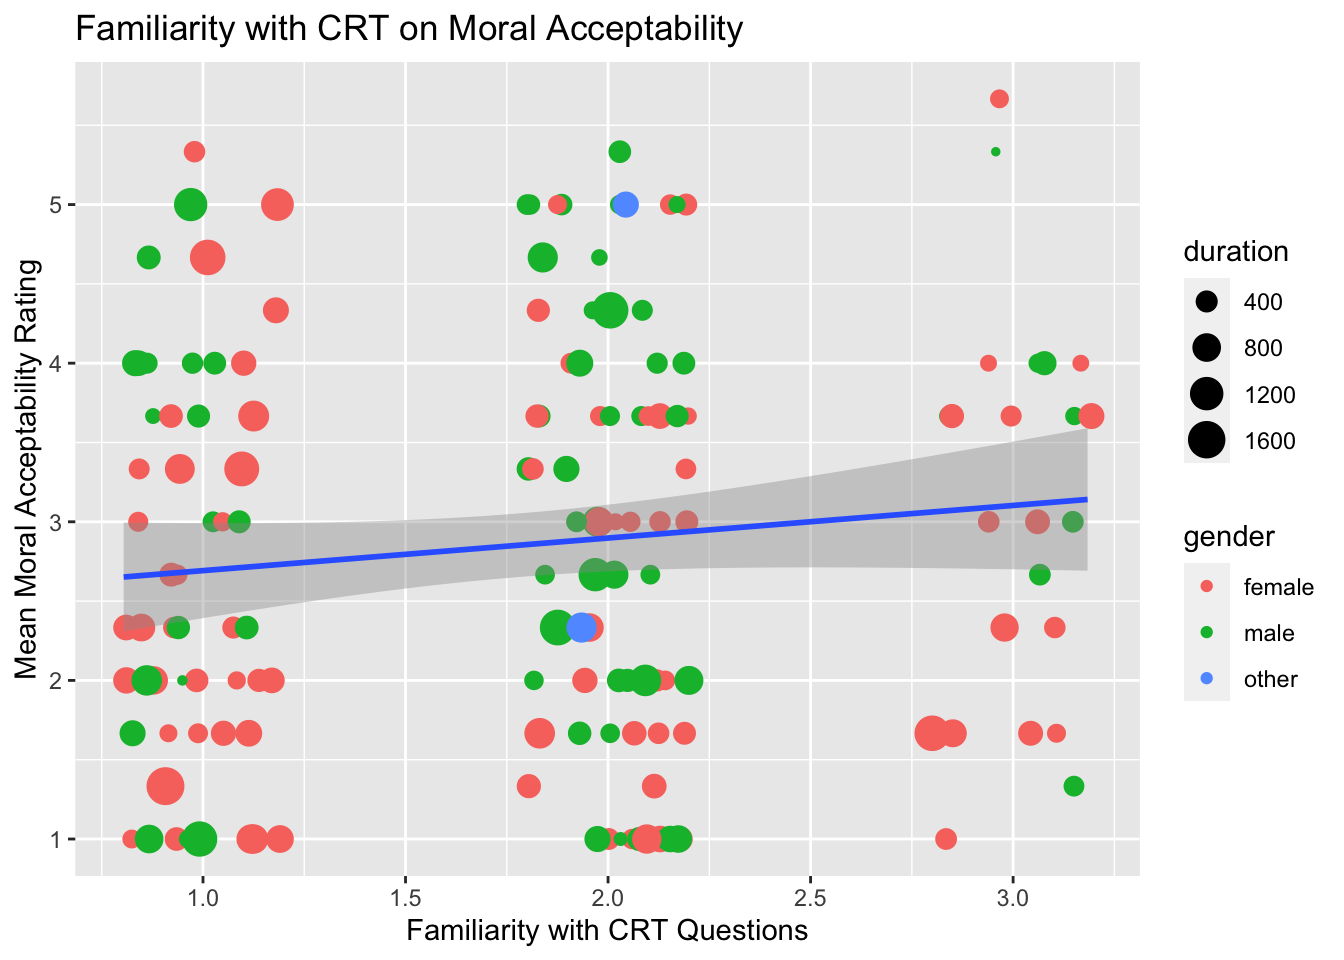 Familiarity with CRT on Moral Acceptability
Mean Moral Acceptability Rating
5
4
3
2
1
1.0 1.5 2.0 2.5 3.0
Familiarity with CRT Questions
duration
400
800
1200
1600
gender
female
male
other